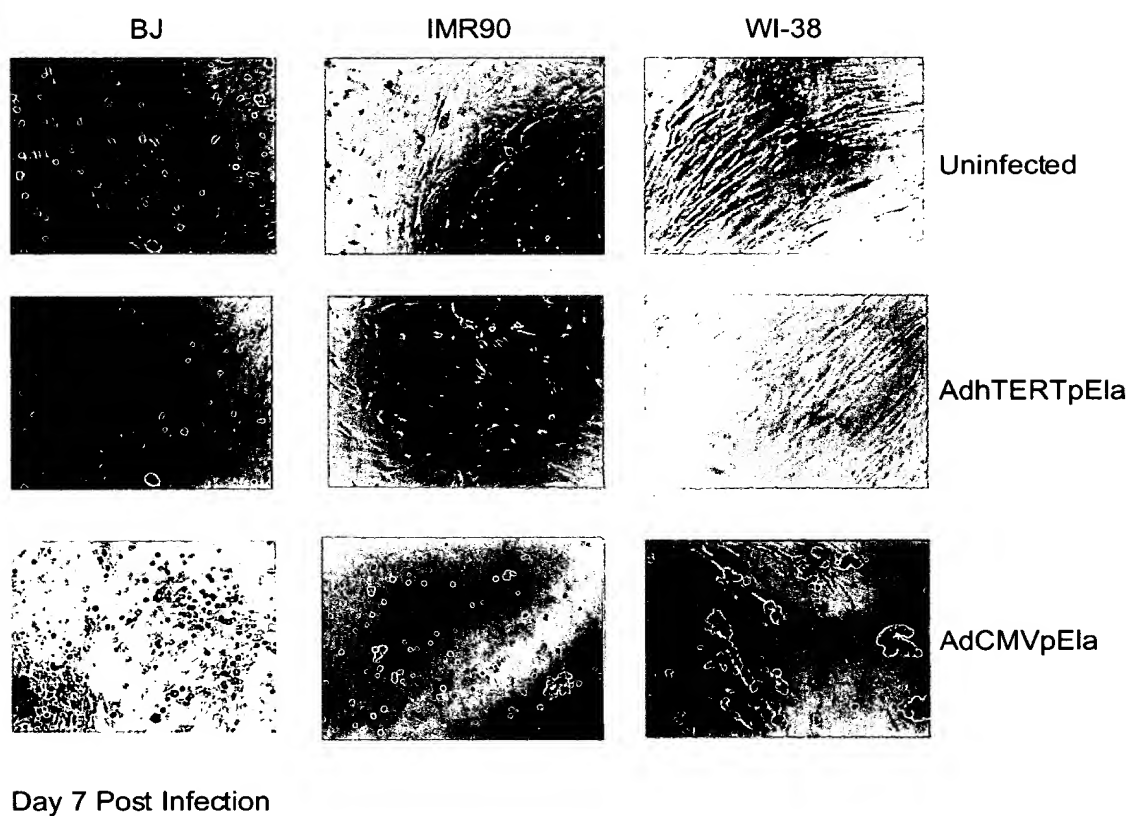 BJ IMR90 WI-38
Uninfected
AdhTERTpEla
AdCMVpEla
Day 7 Post Infection